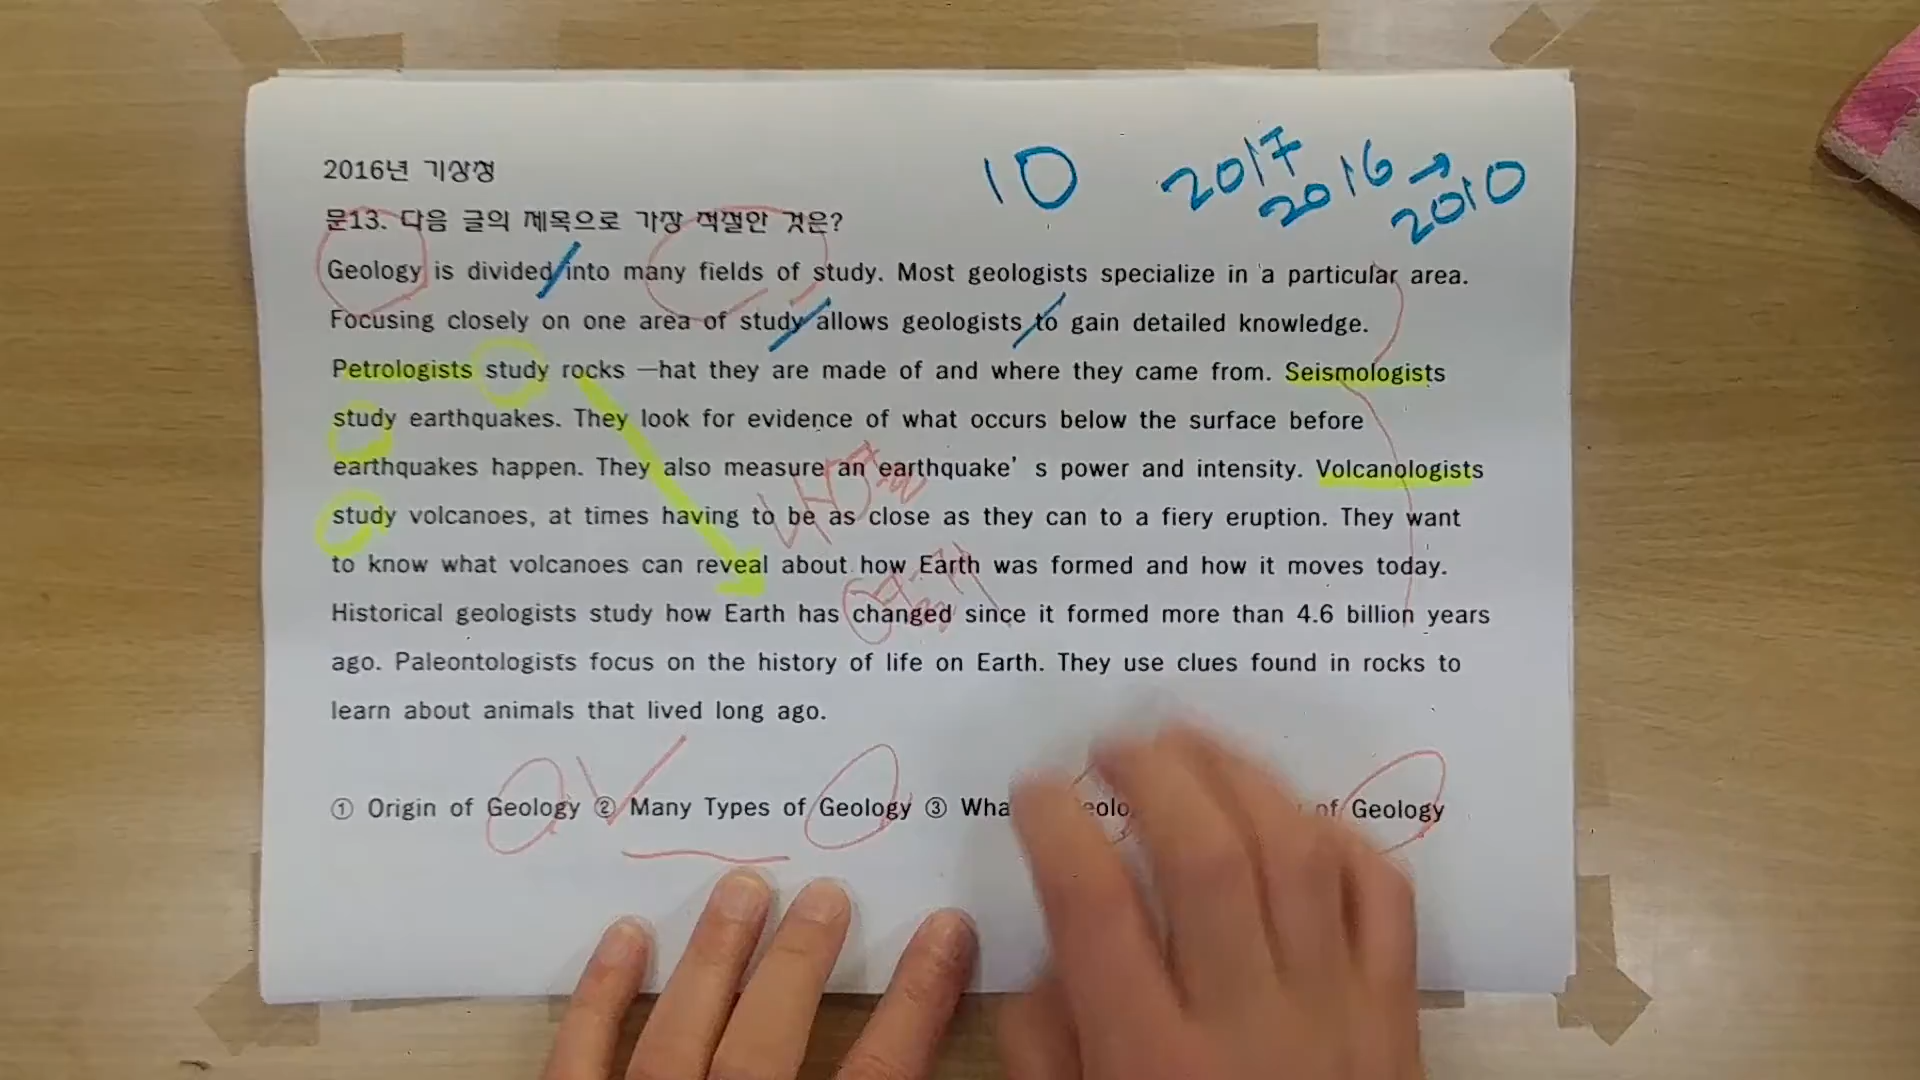 2016년 기상청
10 2017 2016 → 2010
문13. 다음 글의 제목으로 가장 적절한 것은?
Geology is divided into many fields of study. Most geologists specialize in a particular area.
Focusing closely on one area of study allows geologists to gain detailed knowledge.
Petrologists study rocks —hat they are made of and where they came from. Seismologists
study earthquakes. They look for evidence of what occurs below the surface before
earthquakes happen. They also measure an earthquake' s power and intensity. Volcanologists
study volcanoes, at times having to be as close as they can to a fiery eruption. They want
to know what volcanoes can reveal about how Earth was formed and how it moves today.
Historical geologists study how Earth has changed since it formed more than 4.6 billion years
ago. Paleontologists focus on the history of life on Earth. They use clues found in rocks to
learn about animals that lived long ago.
① Origin of Geology ② Many Types of Geology ③ of Geology